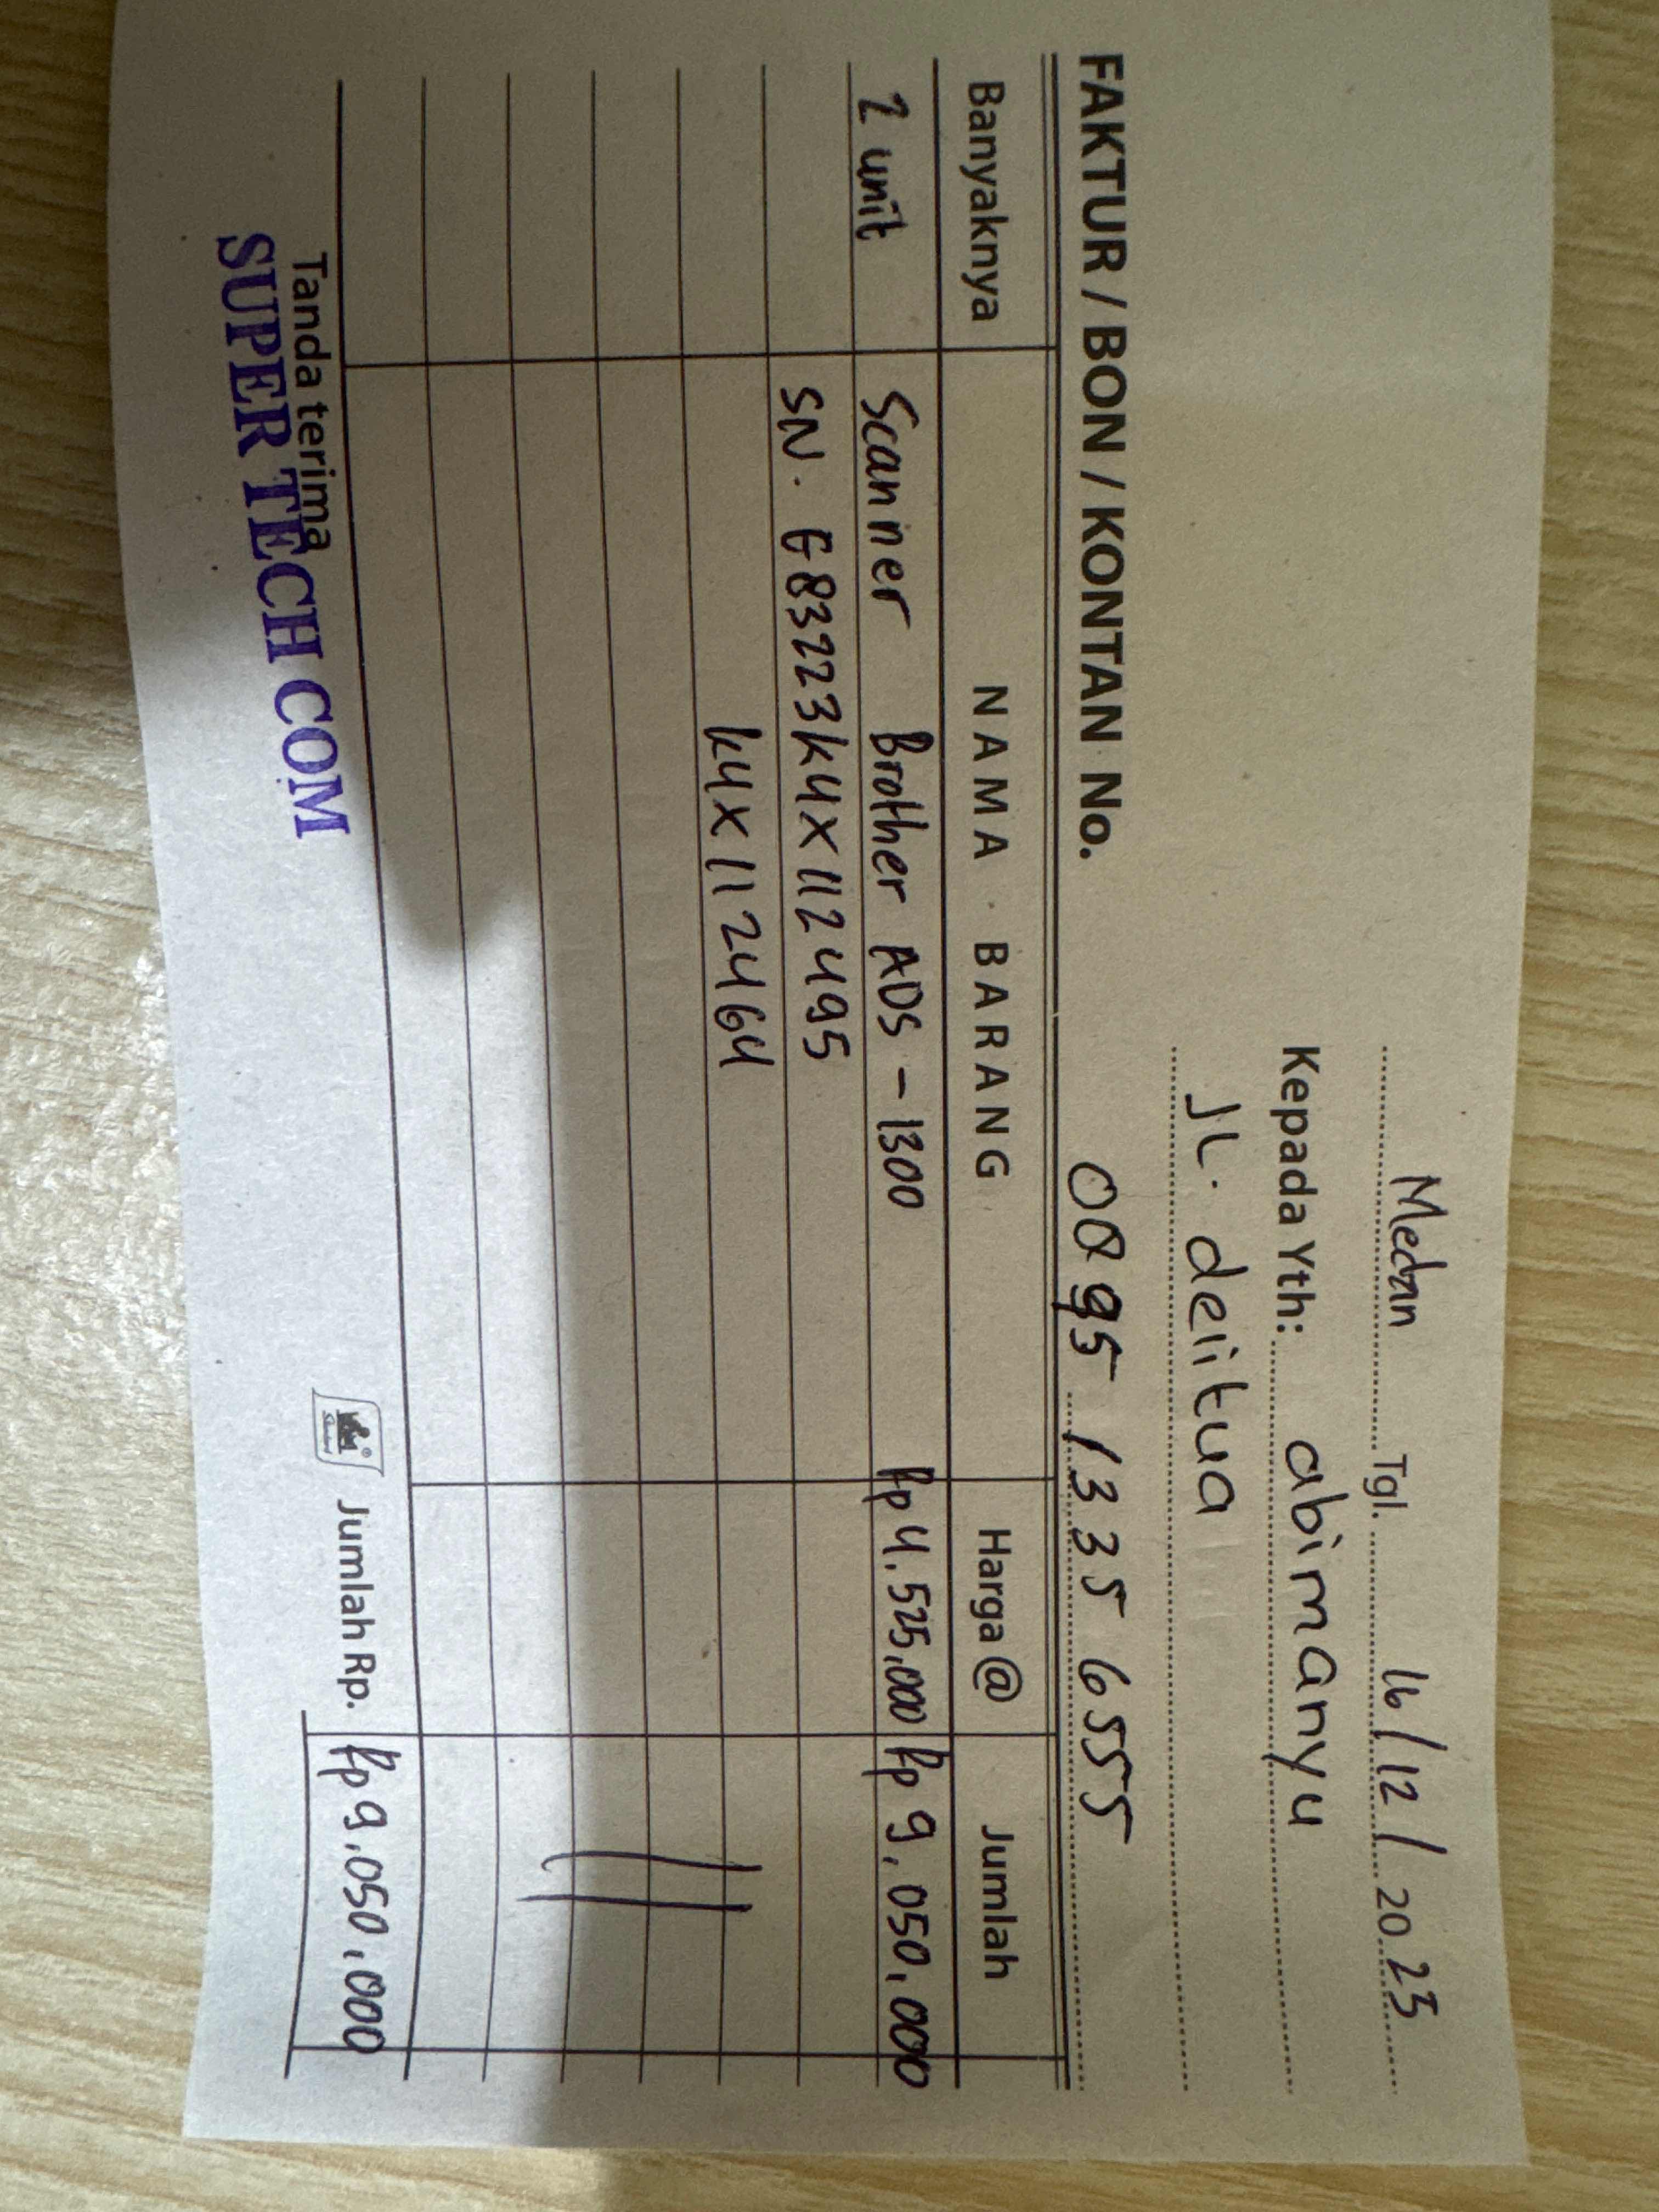 Medan Tgl. 16/12/2023
Kepada Yth: abimanyu
JL. deiitua
0895 1335 6555
FAKTUR / BON / KONTAN No.
Banyaknya NAMA BARANG Harga @ Jumlah
2 unit Scanner Brother ADS-1300 Rp 4.525.000 Rp 9.050.000
SN. E83223K4X112495
K4X112464
Tanda terima Jumlah Rp. Rp 9.050.000
SUPER TECH COM